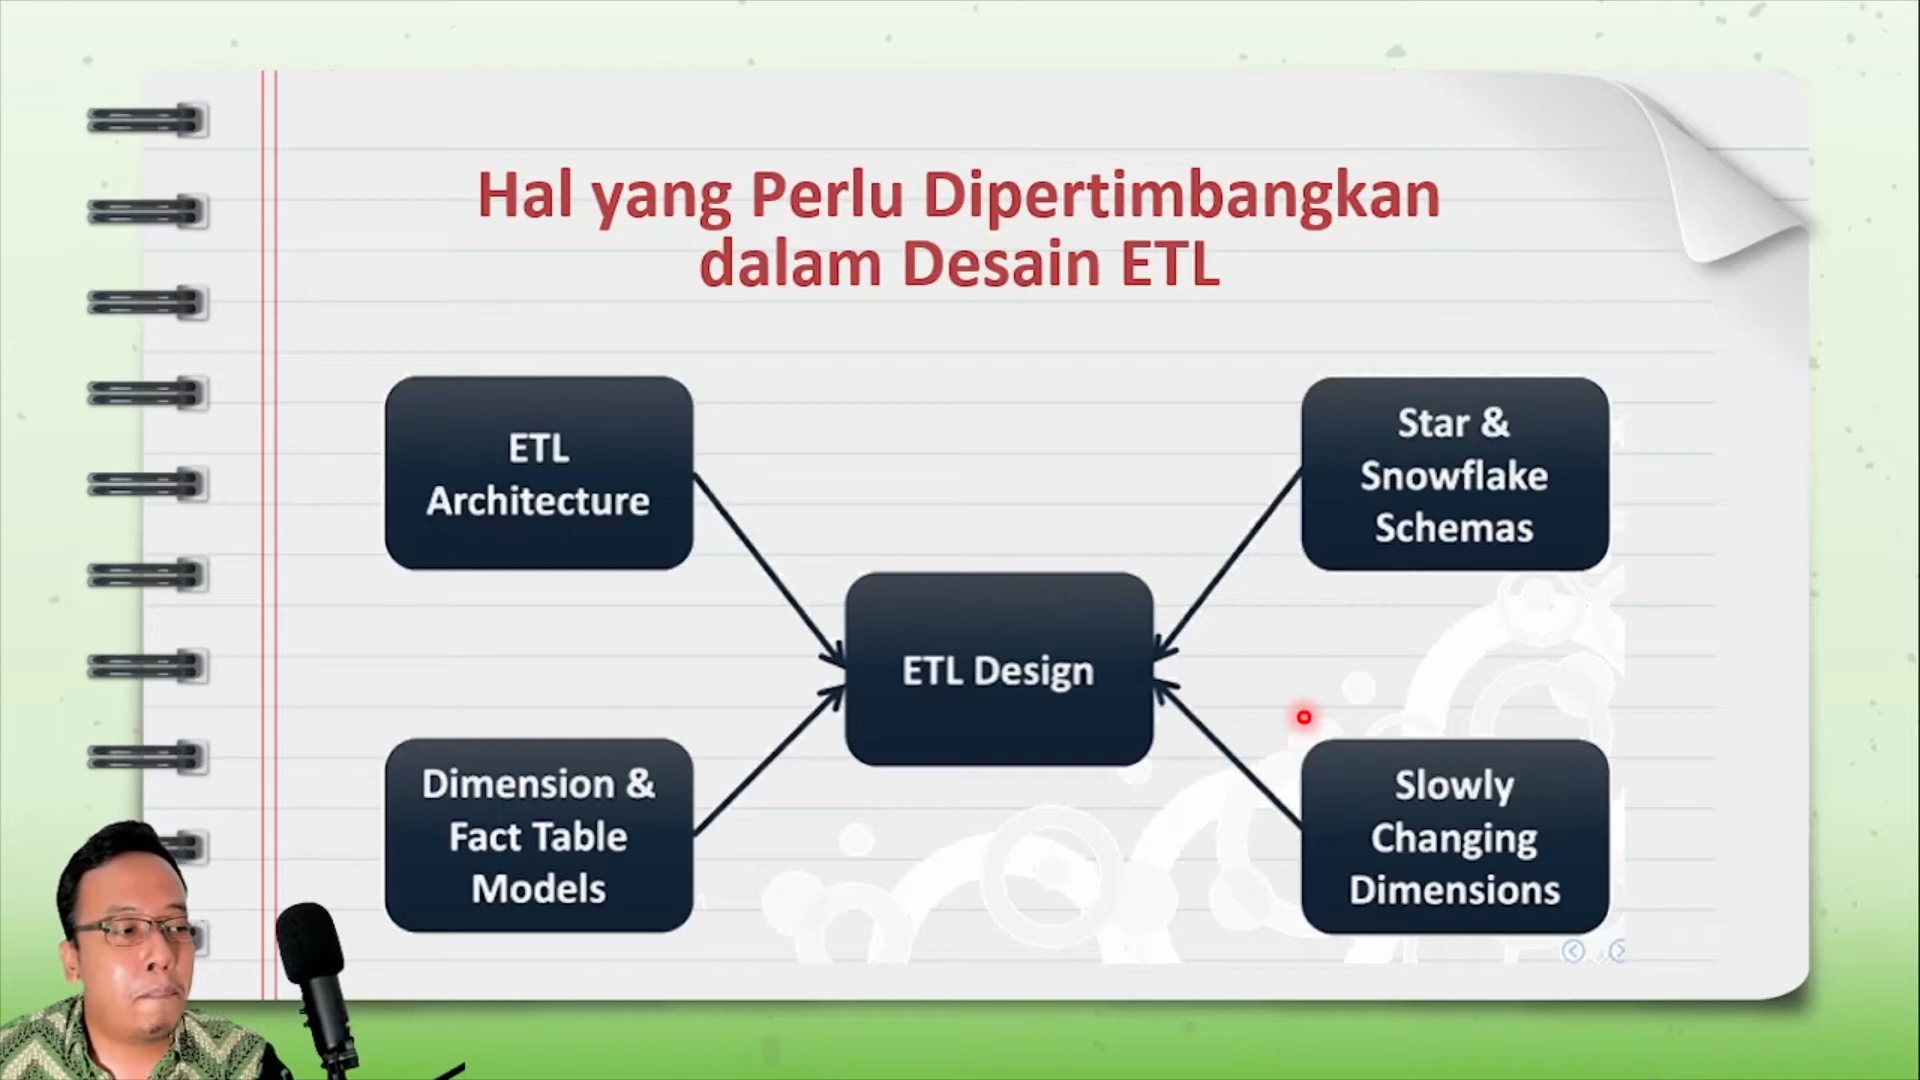 Hal yang Perlu Dipertimbangkan
dalam Desain ETL
ETL
Architecture
Star &
Snowflake
Schemas
ETL Design
Dimension &
Fact Table
Models
Slowly
Changing
Dimensions